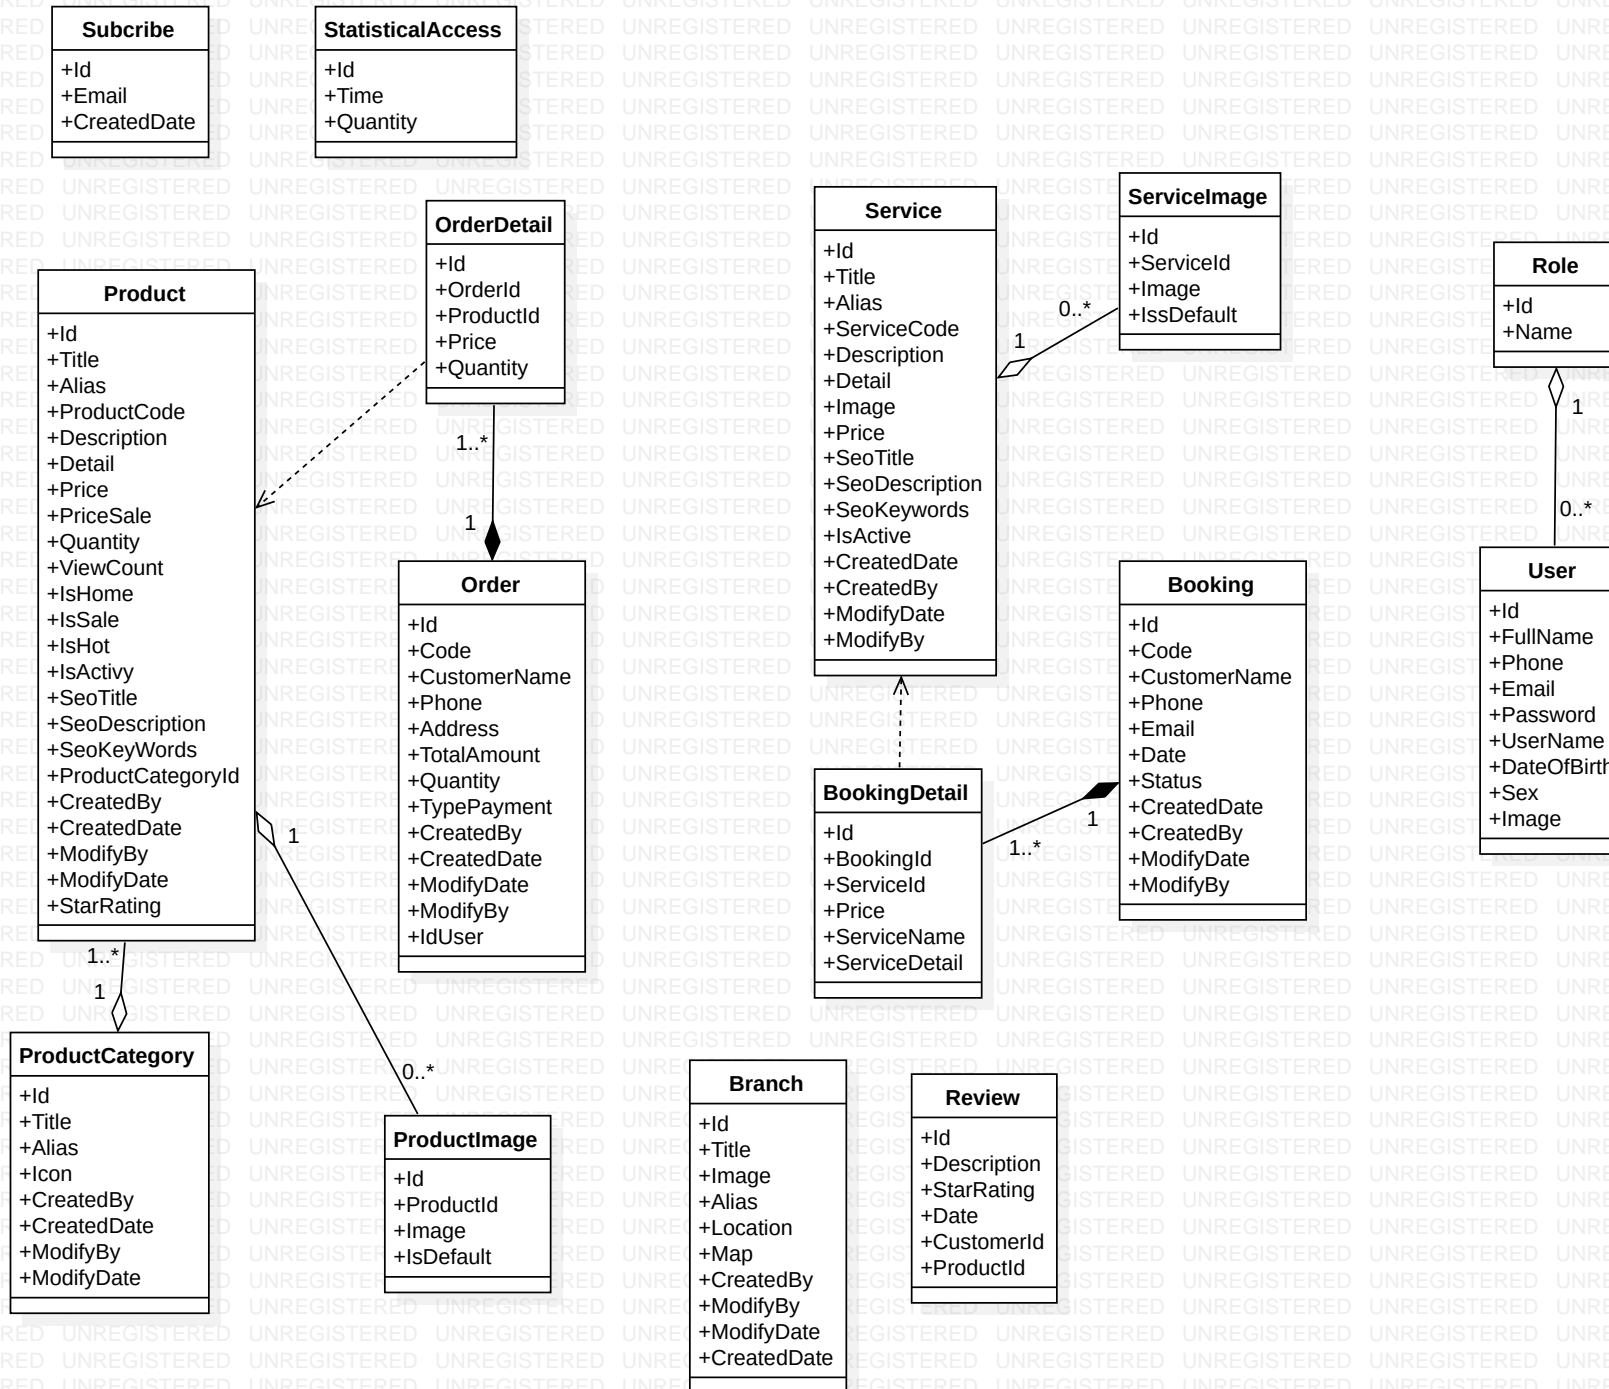 Subcribe
+Id
+Email
+CreatedDate
StatisticalAccess
+Id
+Time
+Quantity
OrderDetail
+Id
+OrderId
+ProductId
+Price
+Quantity
Product
+Id
+Title
+Alias
+ProductCode
+Description
+Detail
+Price
+PriceSale
+Quantity
+ViewCount
+IsHome
+IsSale
+IsHot
+IsActivy
+SeoTitle
+SeoDescription
+SeoKeyWords
+ProductCategoryId
+CreatedBy
+CreatedDate
+ModifyBy
+ModifyDate
+StarRating
1..*
1
Order
+Id
+Code
+CustomerName
+Phone
+Address
+TotalAmount
+Quantity
+TypePayment
+CreatedBy
+CreatedDate
+ModifyDate
+ModifyBy
+IdUser
1
0..*
1..*
1
ProductCategory
+Id
+Title
+Alias
+Icon
+CreatedBy
+CreatedDate
+ModifyBy
+ModifyDate
ProductImage
+Id
+ProductId
+Image
+IsDefault
Service
+Id
+Title
+Alias
+ServiceCode
+Description
+Detail
+Image
+Price
+SeoTitle
+SeoDescription
+SeoKeywords
+IsActive
+CreatedDate
+CreatedBy
+ModifyDate
+ModifyBy
ServiceImage
+Id
+ServiceId
+Image
+IssDefault
0..*
1
Booking
+Id
+Code
+CustomerName
+Phone
+Email
+Date
+Status
+CreatedDate
+CreatedBy
+ModifyDate
+ModifyBy
BookingDetail
+Id
+BookingId
+ServiceId
+Price
+ServiceName
+ServiceDetail
1
1..*
Role
+Id
+Name
1
0..*
User
+Id
+FullName
+Phone
+Email
+Password
+UserName
+DateOfBirth
+Sex
+Image
Branch
+Id
+Title
+Image
+Alias
+Location
+Map
+CreatedBy
+ModifyBy
+ModifyDate
+CreatedDate
Review
+Id
+Description
+StarRating
+Date
+CustomerId
+ProductId
UNREGISTERED